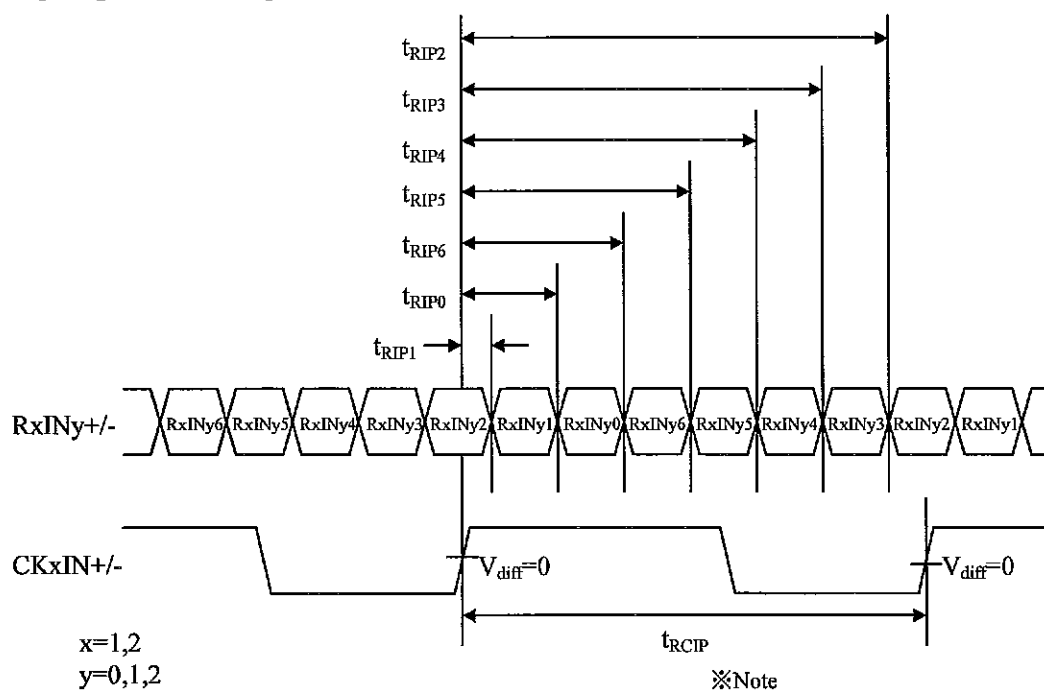 tRIP2
tRIP3
tRIP4
tRIP5
tRIP6
tRIP0
tRIP1
RxINy+/-
RxINy6 RxINy5 RxINy4 RxINy3 RxINy2 RxINy1 RxINy0 RxINy6 RxINy5 RxINy4 RxINy3 RxINy2 RxINy1
CKxIN+/-
Vdiff=0 Vdiff=0
tRCIP
x=1,2
y=0,1,2
※Note